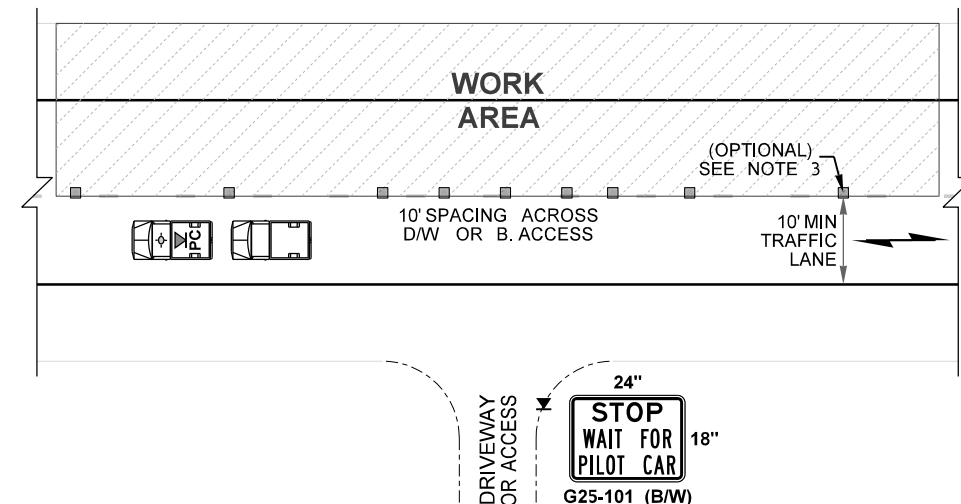 WORK
AREA
(OPTIONAL)
SEE NOTE 3
10' SPACING ACROSS
D/W OR B. ACCESS
10' MIN
TRAFFIC
LANE
PC
DRIVEWAY
OR ACCESS
24"
STOP
WAIT FOR
PILOT CAR
18"
G25-101 (B/W)